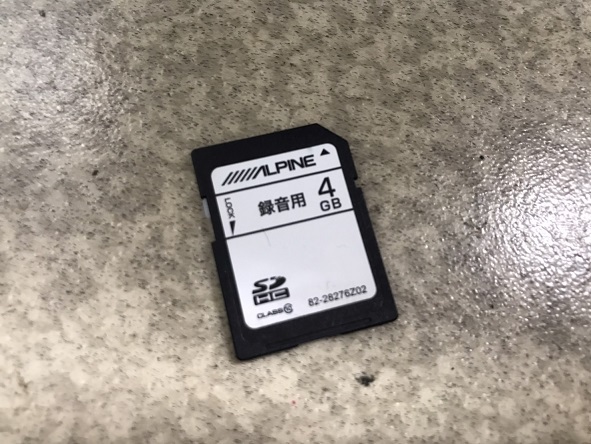 ALPINE
LOCK
録音用
4
GB
SD
HC
CLASS
82-28276Z02